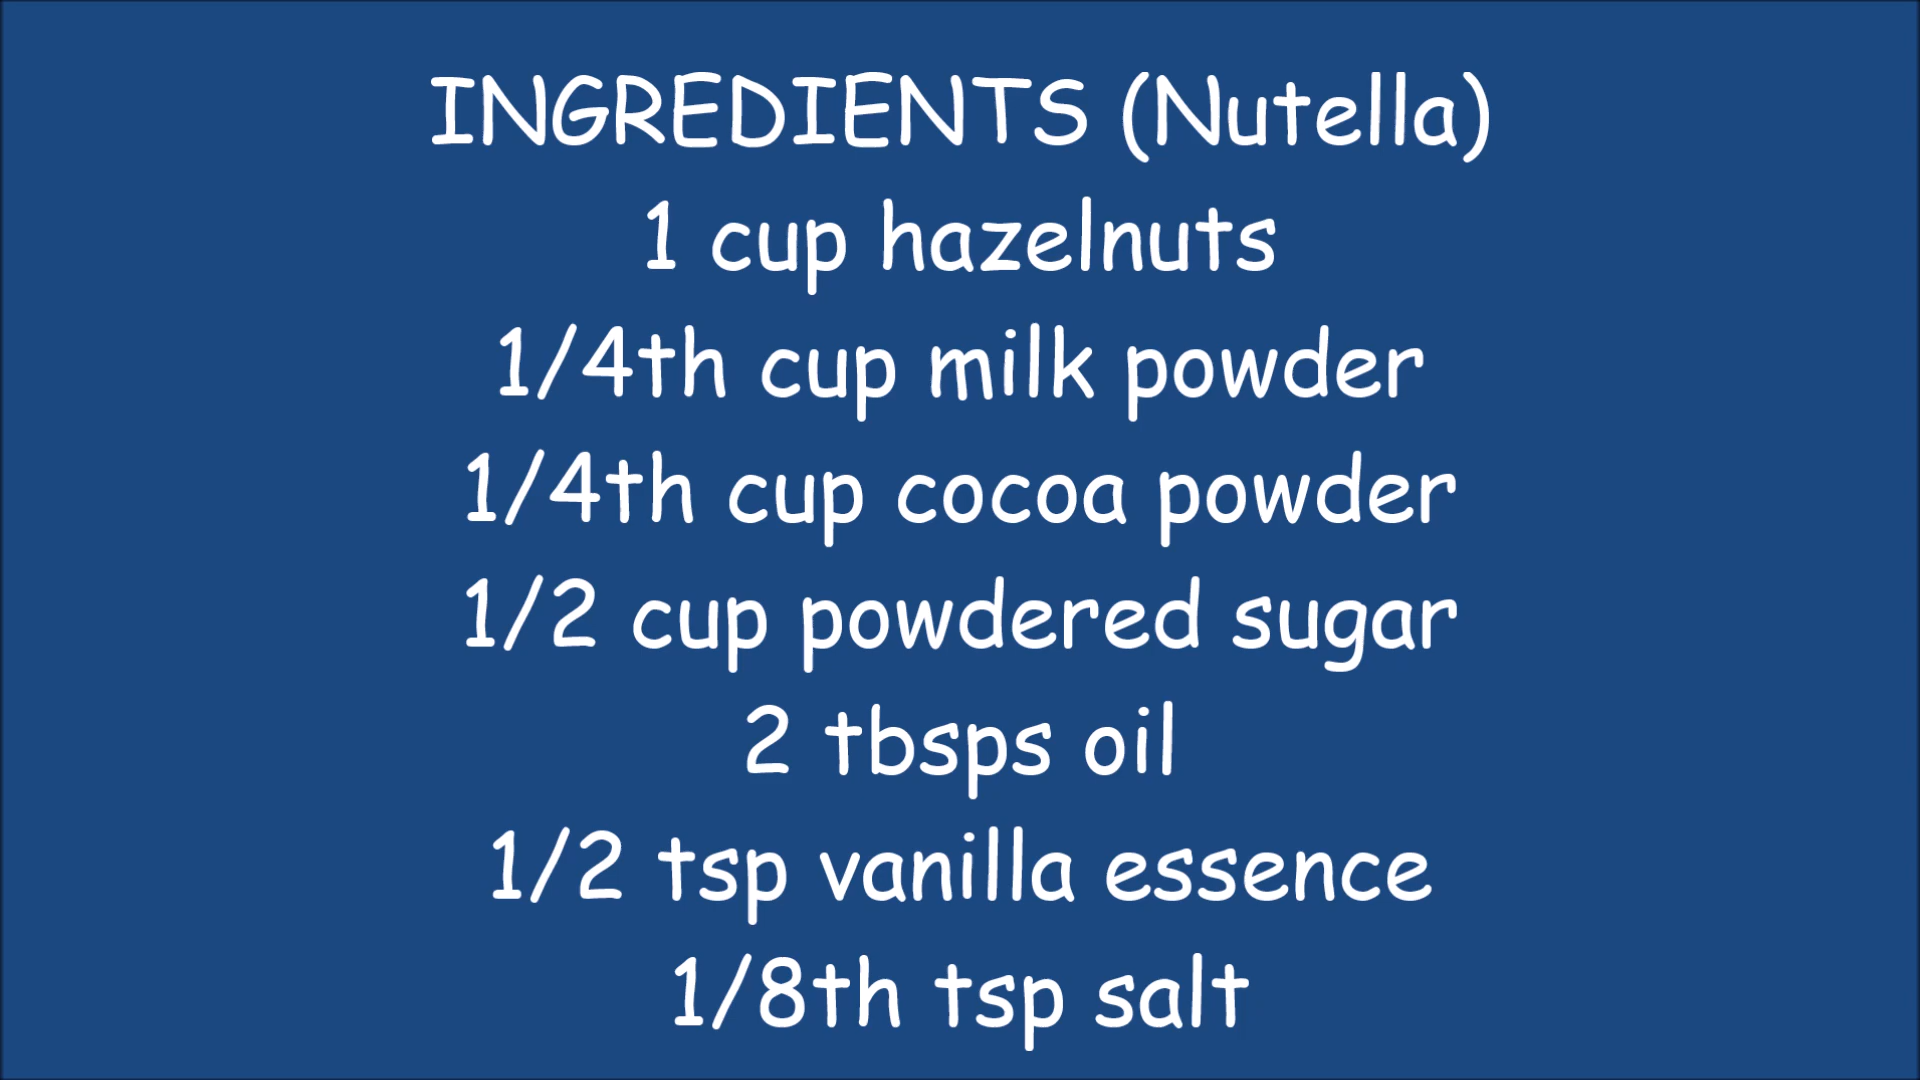 INGREDIENTS (Nutella)
1 cup hazelnuts
1/4th cup milk powder
1/4th cup cocoa powder
1/2 cup powdered sugar
2 tbsps oil
1/2 tsp vanilla essence
1/8th tsp salt